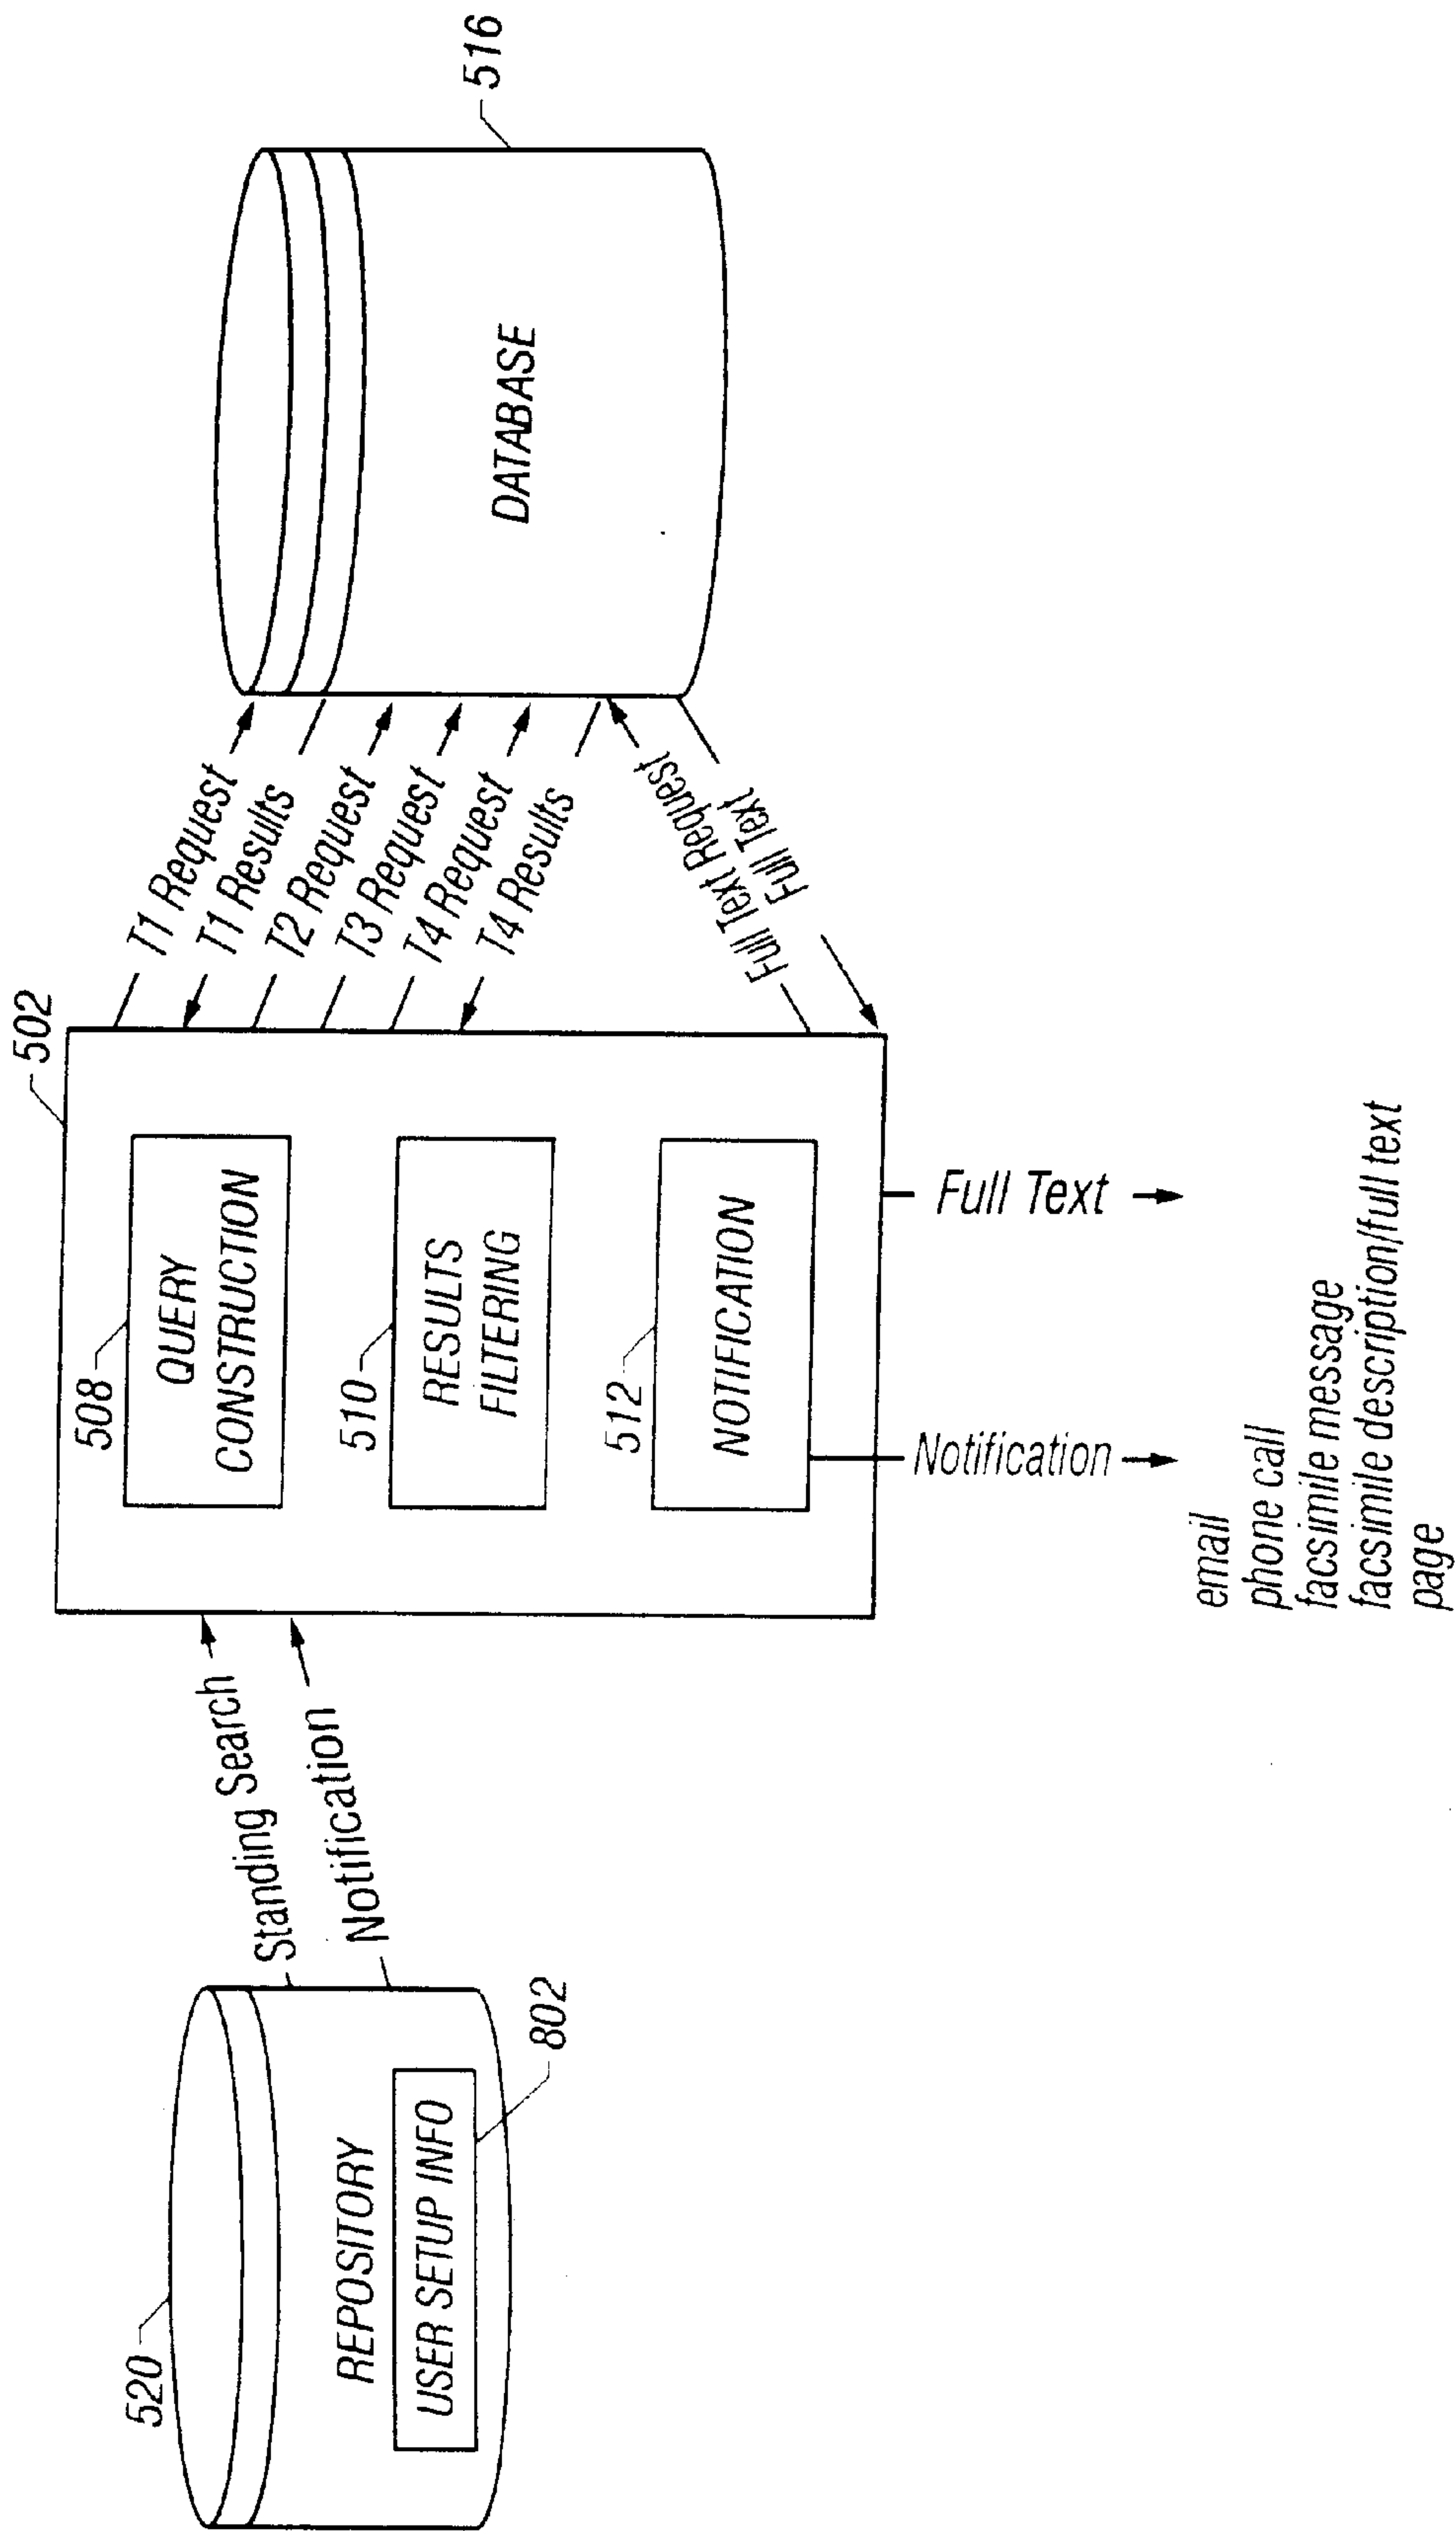 520
REPOSITORY
USER SETUP INFO
802
Standing Search
Notification
502
508
QUERY
CONSTRUCTION
510
RESULTS
FILTERING
512
NOTIFICATION
T1 Request
T1 Results
T2 Request
T3 Request
T4 Request
T4 Results
Full Text Request
Full Text
DATABASE
516
Notification
Full Text
email
phone call
facsimile message
facsimile description/full text
page